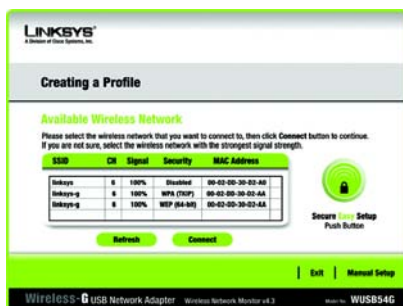 LINKSYS®
A Division of Cisco Systems, Inc.
Creating a Profile
Available Wireless Network
Please select the wireless network that you want to connect to, then click Connect button to continue.
If you are not sure, select the wireless network with the strongest signal strength.
SSID CH Signal Security MAC Address
linksys 6 100% Disabled 00-02-DD-30-D2-A0
linksys-g 6 100% WPA (TKIP) 00-02-DD-30-D2-AA
linksys-g 6 100% WEP (64-bit) 00-02-DD-30-D2-AA
Secure Easy Setup
Push Button
Refresh Connect
Exit Manual Setup
Wireless-G USB Network Adapter Wireless Network Monitor v4.3 Model No. WUSB54G